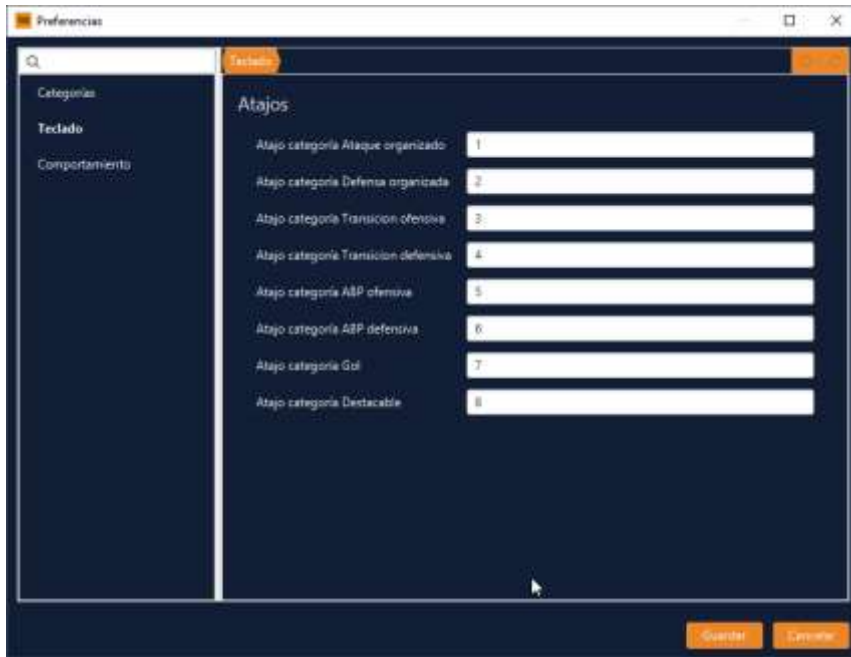 Preferencias
Teclado
Categorías
Teclado
Comportamiento
Atajos
Atajo categoría Ataque organizado 1
Atajo categoría Defensa organizada 2
Atajo categoría Transicion ofensiva 3
Atajo categoría Transicion defensiva 4
Atajo categoría ABP ofensiva 5
Atajo categoría ABP defensiva 6
Atajo categoría Gol 7
Atajo categoría Destacable 8
Guardar Cancelar